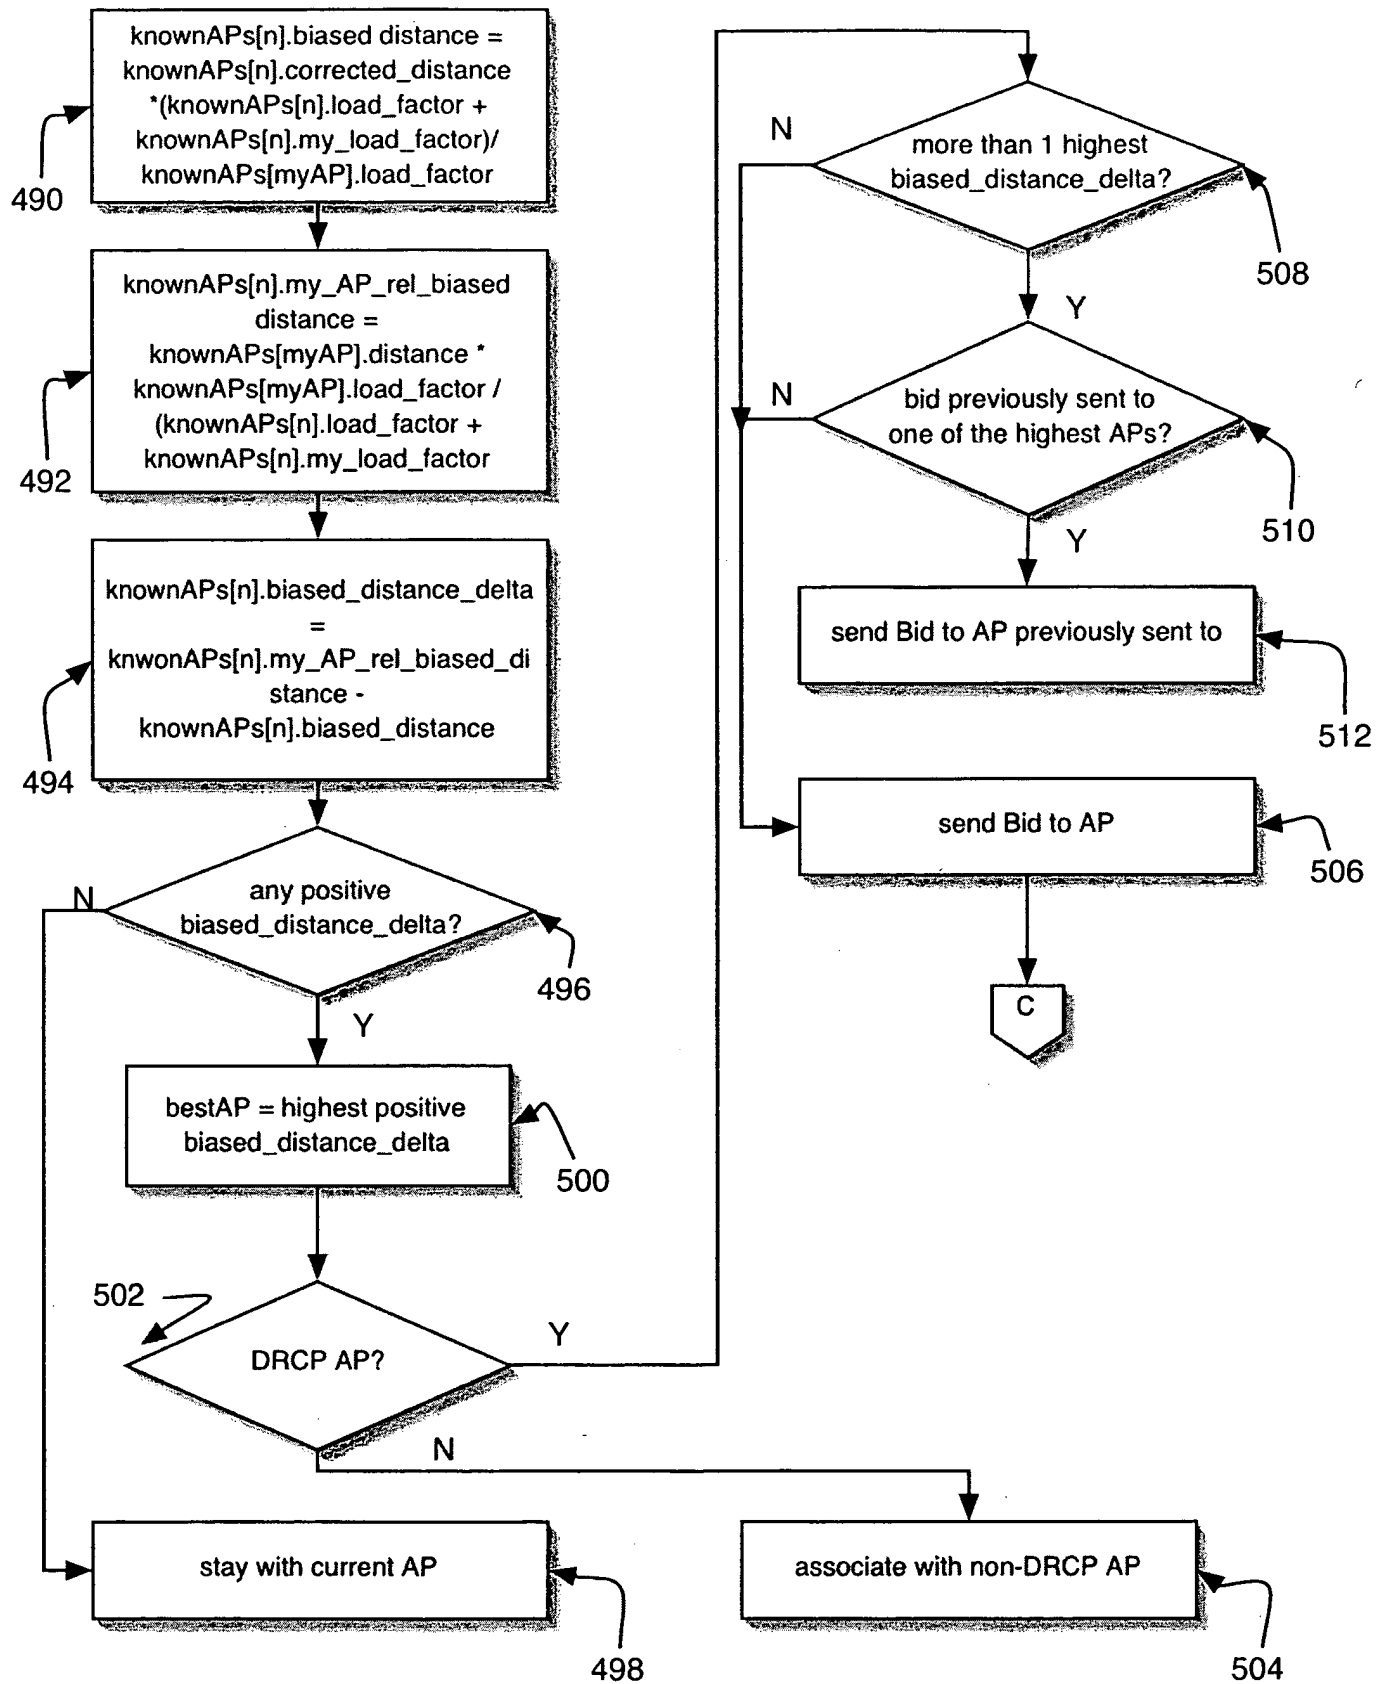 knownAPs[n].biased distance =
knownAPs[n].corrected_distance
*(knownAPs[n].load_factor +
knownAPs[n].my_load_factor)/
knownAPs[myAP].load_factor
490
knownAPs[n].my_AP_rel_biased
distance =
knownAPs[myAP].distance *
knownAPs[myAP].load_factor /
(knownAPs[n].load_factor +
knownAPs[n].my_load_factor
492
knownAPs[n].biased_distance_delta
=
knwonAPs[n].my_AP_rel_biased_di
stance -
knownAPs[n].biased_distance
494
any positive
biased_distance_delta?
N
496
Y
bestAP = highest positive
biased_distance_delta
500
502
DRCP AP?
Y
N
stay with current AP
498
associate with non-DRCP AP
504
N
more than 1 highest
biased_distance_delta?
508
Y
N
bid previously sent to
one of the highest APs?
510
Y
send Bid to AP previously sent to
512
send Bid to AP
506
C